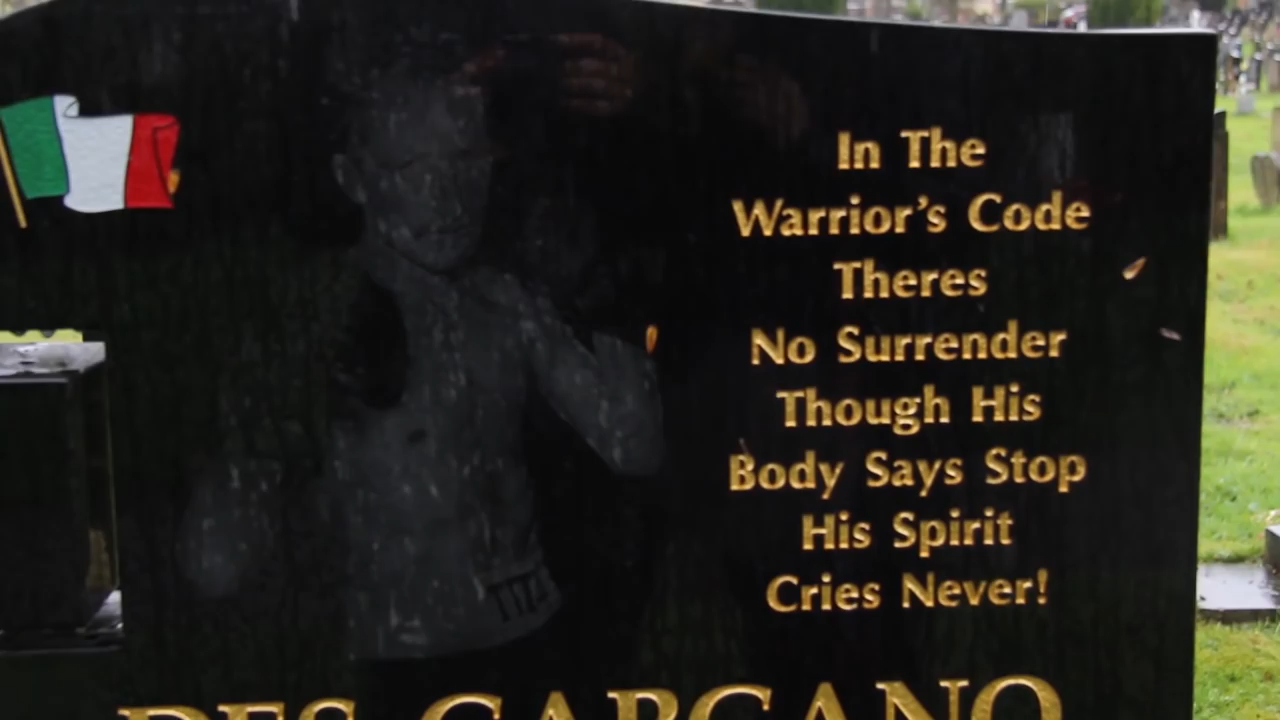 In The
Warrior's Code
Theres
No Surrender
Though His
Body Says Stop
His Spirit
Cries Never!
DES GARGANO